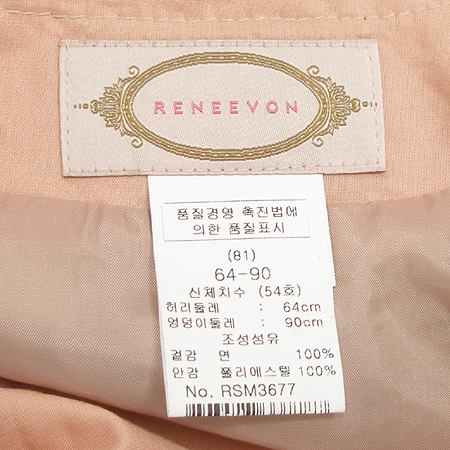 RENEEVON
품질경영 촉진법에
의한 품질표시
(81)
64-90
신체치수 (54호)
허리둘레 : 64cm
엉덩이둘레 : 90cm
조성섬유
겉감 면 100%
안감 폴리에스텔 100%
No. RSM3677